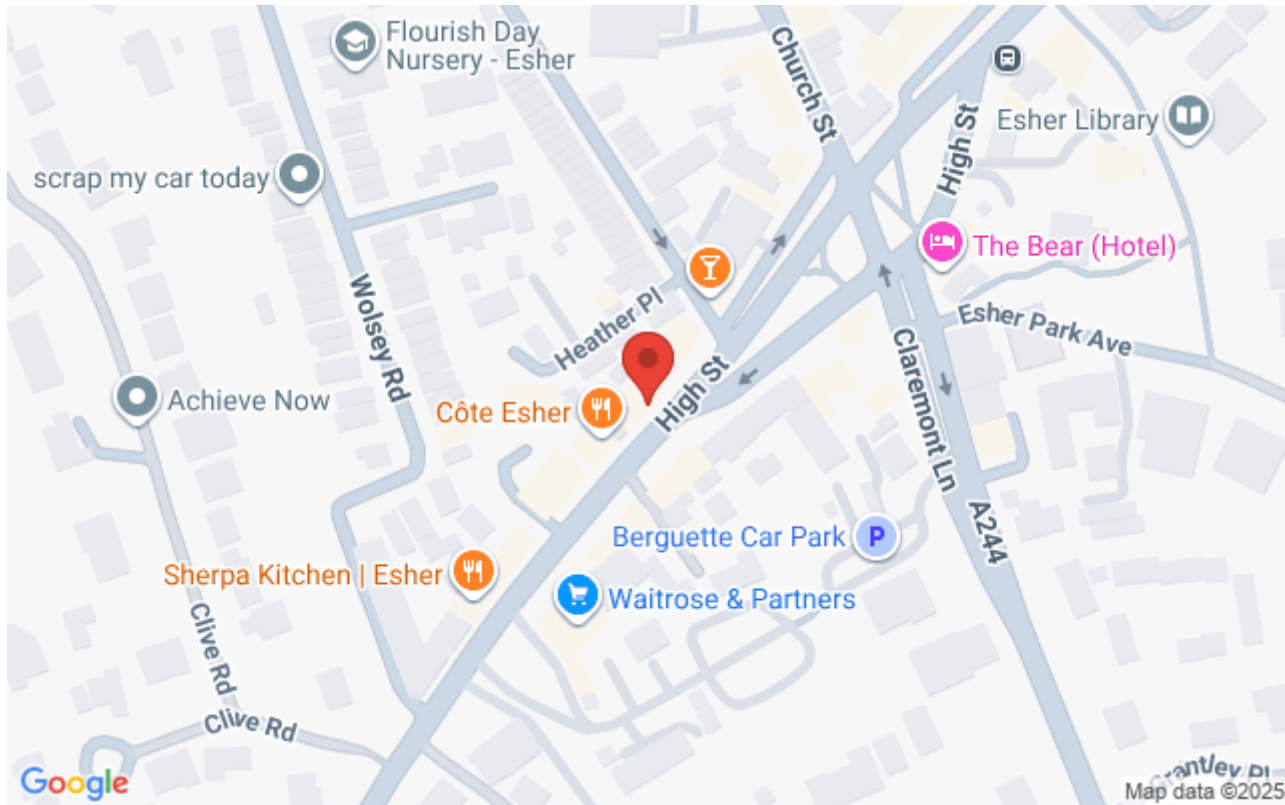 Flourish Day
Nursery - Esher
Church St
Esher Library
High St
scrap my car today
The Bear (Hotel)
Wolsey Rd
Heather Pl
Esher Park Ave
Claremont Ln
Achieve Now
Côte Esher
High St
A244
Berguette Car Park
P
Sherpa Kitchen | Esher
Waitrose & Partners
Clive Rd
Clive Rd
Grantley Pl
Google
Map data ©2025